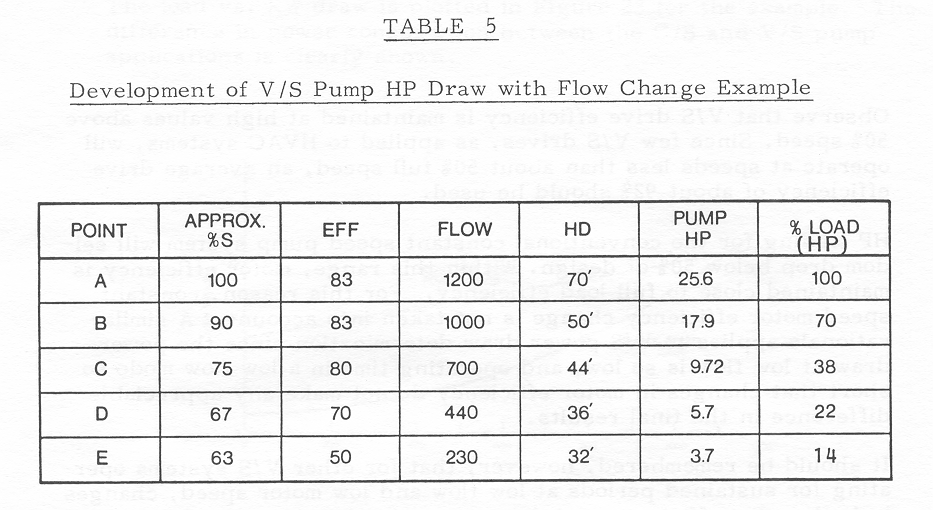 TABLE 5
Development of V/S Pump HP Draw with Flow Change Example
POINT APPROX. %S EFF FLOW HD PUMP HP % LOAD (HP)
A 100 83 1200 70′ 25.6 100
B 90 83 1000 50′ 17.9 70
C 75 80 700 44′ 9.72 38
D 67 70 440 36′ 5.7 22
E 63 50 230 32′ 3.7 14